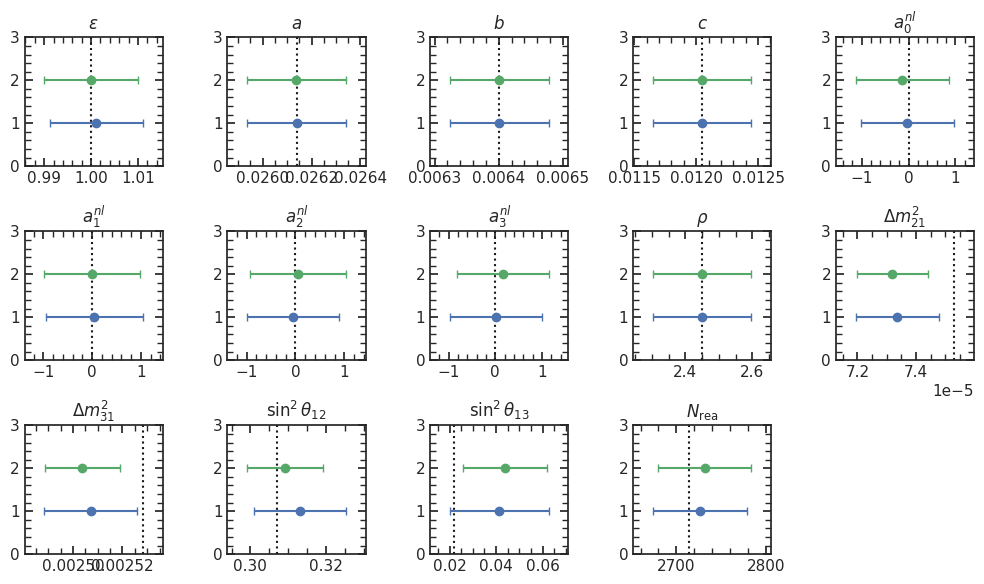 ε a b c a_0^{nl}
3 3 3 3 3
2 2 2 2 2
1 1 1 1 1
0 0 0 0 0
0.99 1.00 1.01 0.0260 0.0262 0.0264 0.0063 0.0064 0.0065 0.0115 0.0120 0.0125 −1 0 1
a_1^{nl} a_2^{nl} a_3^{nl} ρ Δm_{21}^2
3 3 3 3 3
2 2 2 2 2
1 1 1 1 1
0 0 0 0 0
−1 0 1 −1 0 1 −1 0 1 2.4 2.6 7.2 7.4
1e−5
Δm_{31}^2 sin² θ_{12} sin² θ_{13} N_{rea}
3 3 3 3
2 2 2 2
1 1 1 1
0 0 0 0
0.00250 0.00252 0.30 0.32 0.02 0.04 0.06 2700 2800